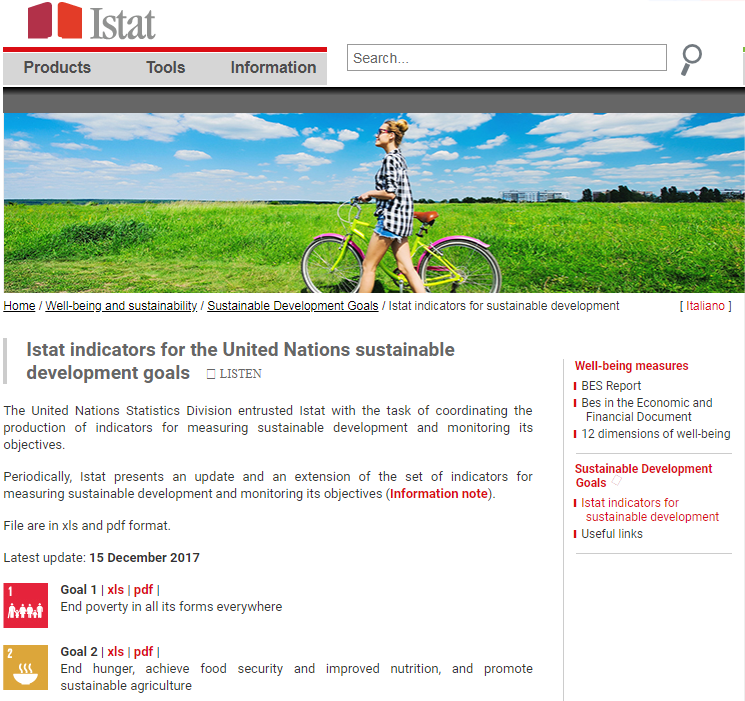 Istat
Products Tools Information
Search...
Home / Well-being and sustainability / Sustainable Development Goals / Istat indicators for sustainable development [ Italiano ]
Istat indicators for the United Nations sustainable
development goals LISTEN
The United Nations Statistics Division entrusted Istat with the task of coordinating the
production of indicators for measuring sustainable development and monitoring its
objectives.
Periodically, Istat presents an update and an extension of the set of indicators for
measuring sustainable development and monitoring its objectives (Information note).
File are in xls and pdf format.
Latest update: 15 December 2017
1
Goal 1 | xls | pdf |
End poverty in all its forms everywhere
2
Goal 2 | xls | pdf |
End hunger, achieve food security and improved nutrition, and promote
sustainable agriculture
Well-being measures
BES Report
Bes in the Economic and
Financial Document
12 dimensions of well-being
Sustainable Development
Goals
Istat indicators for
sustainable development
Useful links